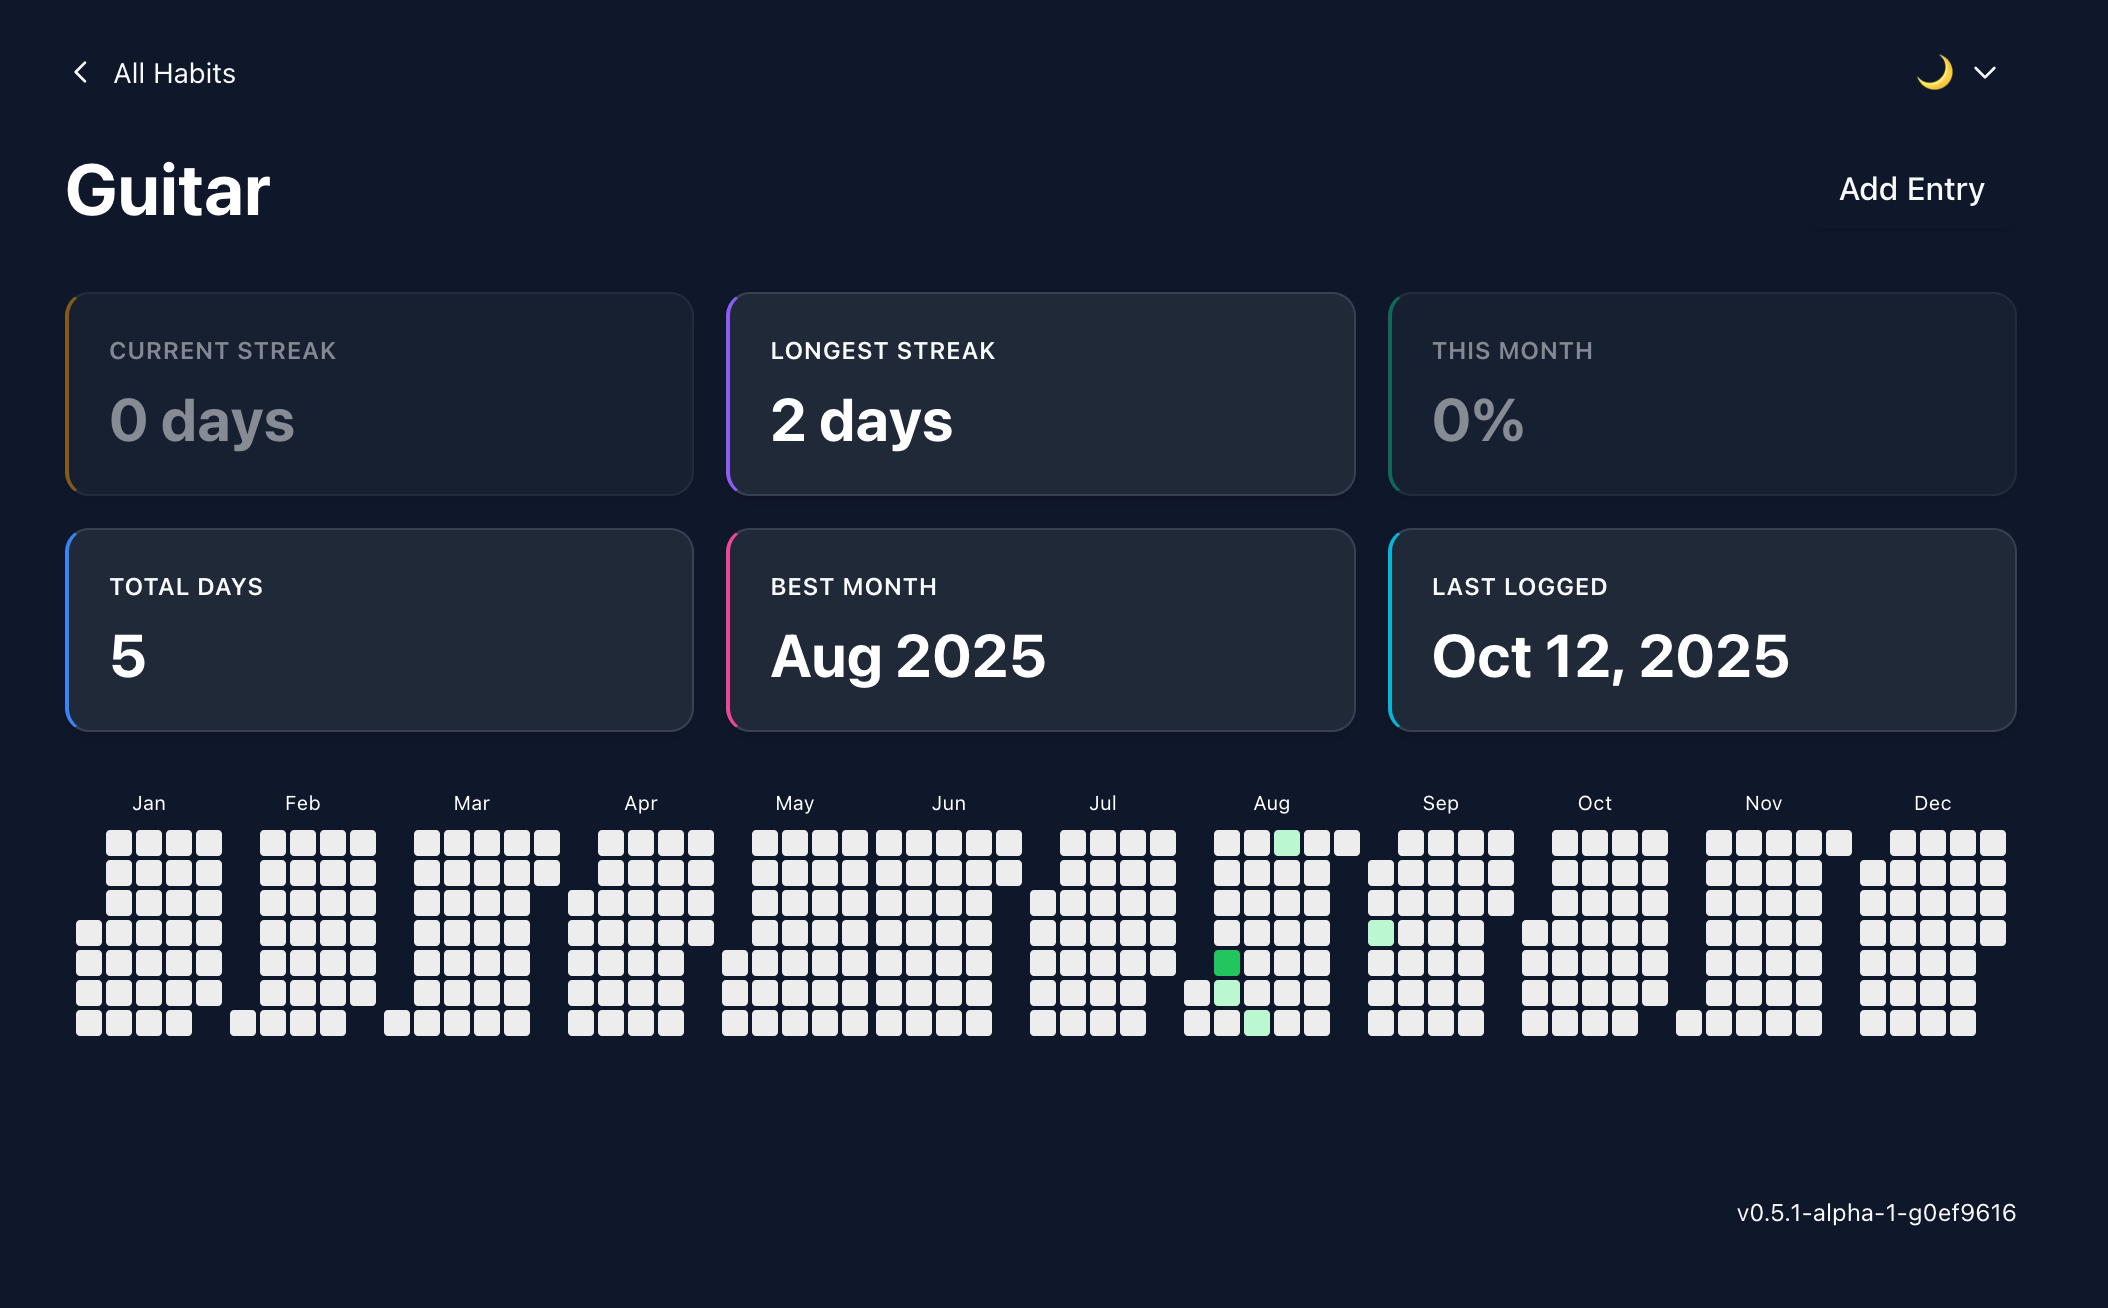 All Habits
Guitar
Add Entry
CURRENT STREAK
0 days
LONGEST STREAK
2 days
THIS MONTH
0%
TOTAL DAYS
5
BEST MONTH
Aug 2025
LAST LOGGED
Oct 12, 2025
Jan Feb Mar Apr May Jun Jul Aug Sep Oct Nov Dec
v0.5.1-alpha-1-g0ef9616